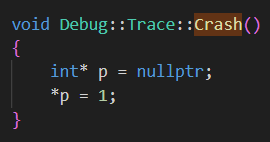 void Debug::Trace::Crash()
{
    int* p = nullptr;
    *p = 1;
}